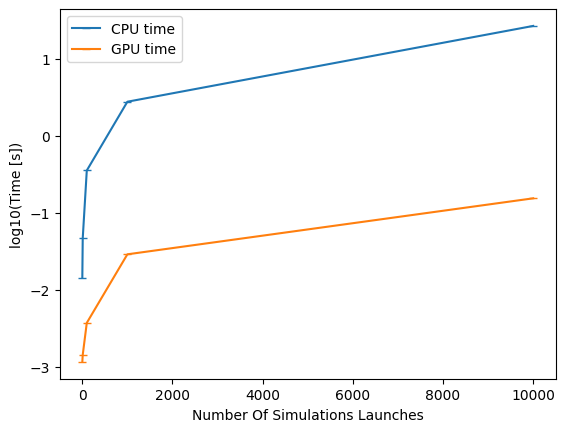 CPU time
GPU time
log10(Time [s])
1
0
−1
−2
−3
0
2000
4000
6000
8000
10000
Number Of Simulations Launches